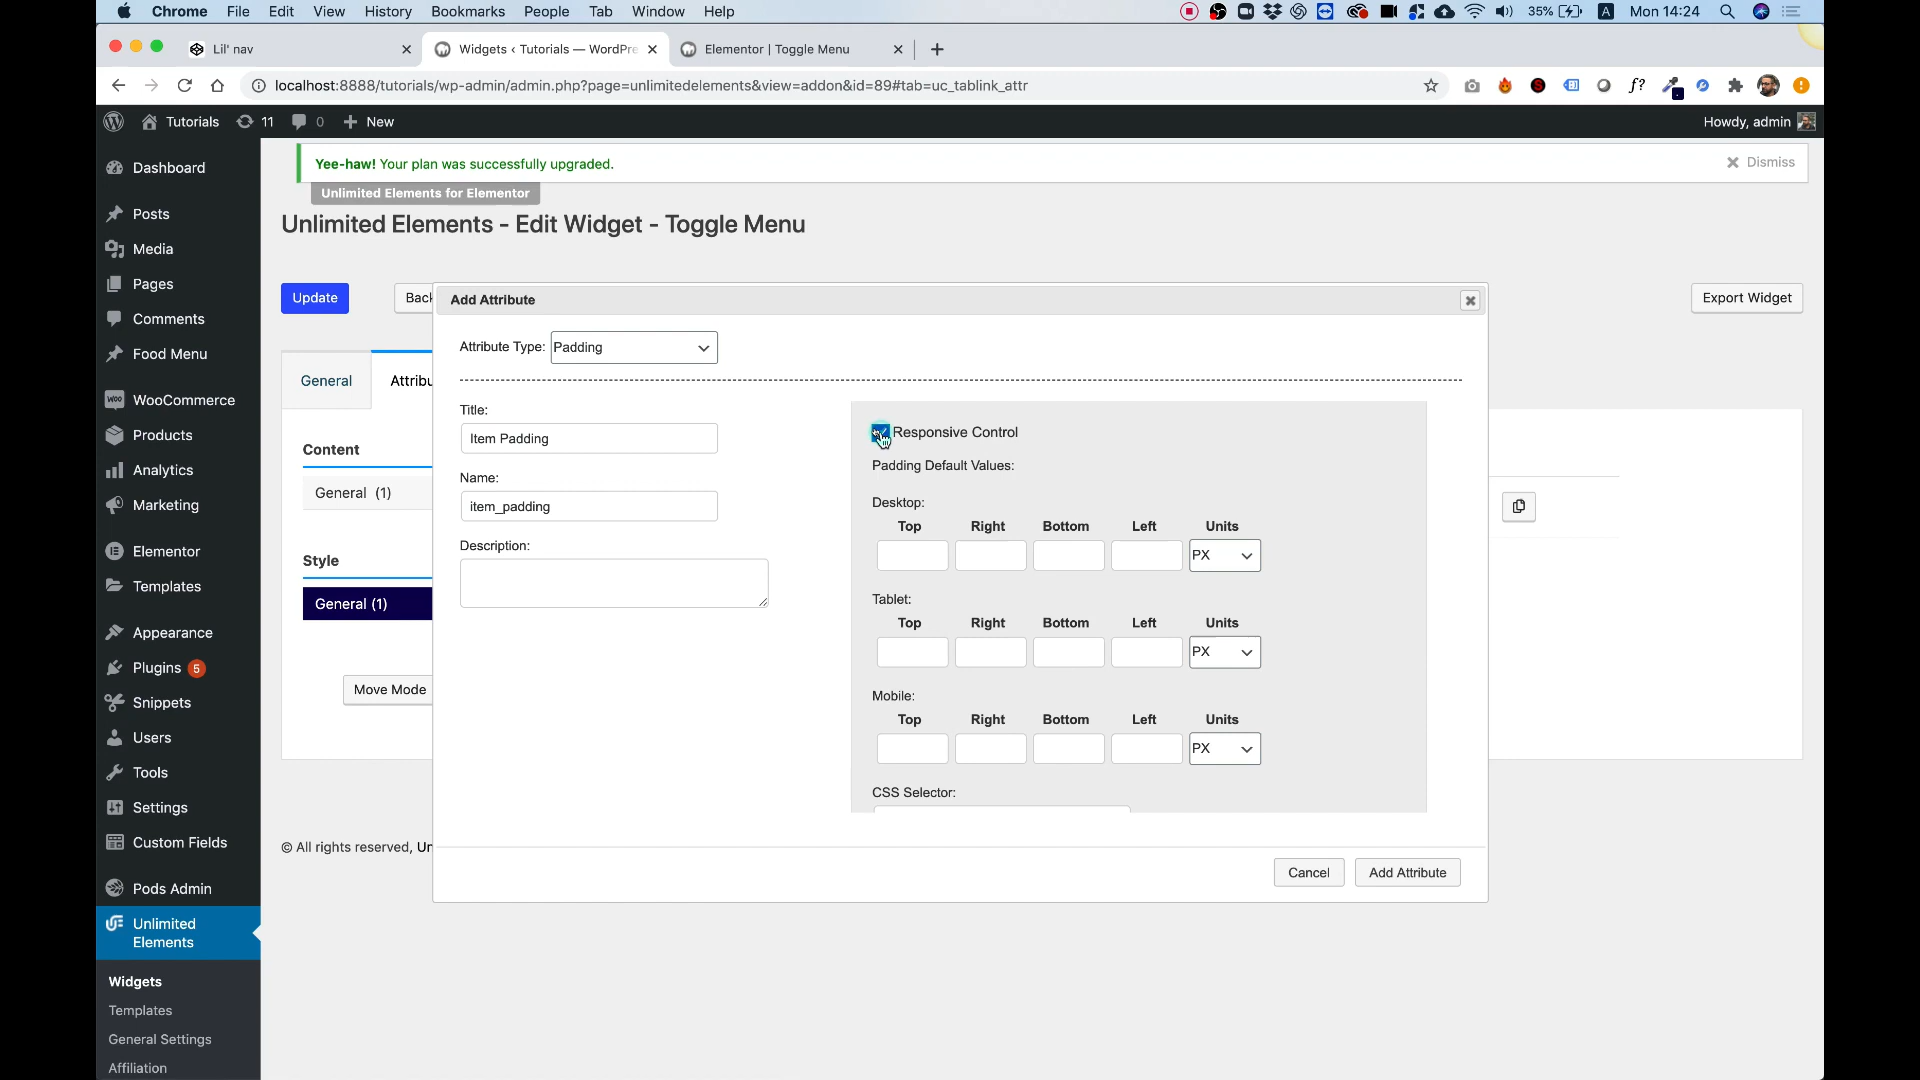 Chrome File Edit View History Bookmarks People Tab Window Help 35% A Mon 14:24
Lil' nav
Widgets ‹ Tutorials — WordPre
Elementor | Toggle Menu
localhost:8888/tutorials/wp-admin/admin.php?page=unlimitedelements&view=addon&id=89#tab=uc_tablink_attr
f?
Tutorials 11 0 New
Howdy, admin
Yee-haw! Your plan was successfully upgraded.
Dismiss
Unlimited Elements for Elementor
Unlimited Elements - Edit Widget - Toggle Menu
Dashboard
Posts
Media
Pages
Comments
Food Menu
WooCommerce
Products
Analytics
Marketing
Elementor
Templates
Appearance
Plugins 5
Snippets
Users
Tools
Settings
Custom Fields
Pods Admin
Unlimited
Elements
Widgets
Templates
General Settings
Affiliation
Update
Back
Export Widget
General
Attribu
Content
General (1)
Style
General (1)
Move Mode
© All rights reserved, Un
Add Attribute
Attribute Type: Padding
Title:
Item Padding
Name:
item_padding
Description:
Responsive Control
Padding Default Values:
Desktop:
Top Right Bottom Left Units
PX
Tablet:
Top Right Bottom Left Units
PX
Mobile:
Top Right Bottom Left Units
PX
CSS Selector:
Cancel
Add Attribute